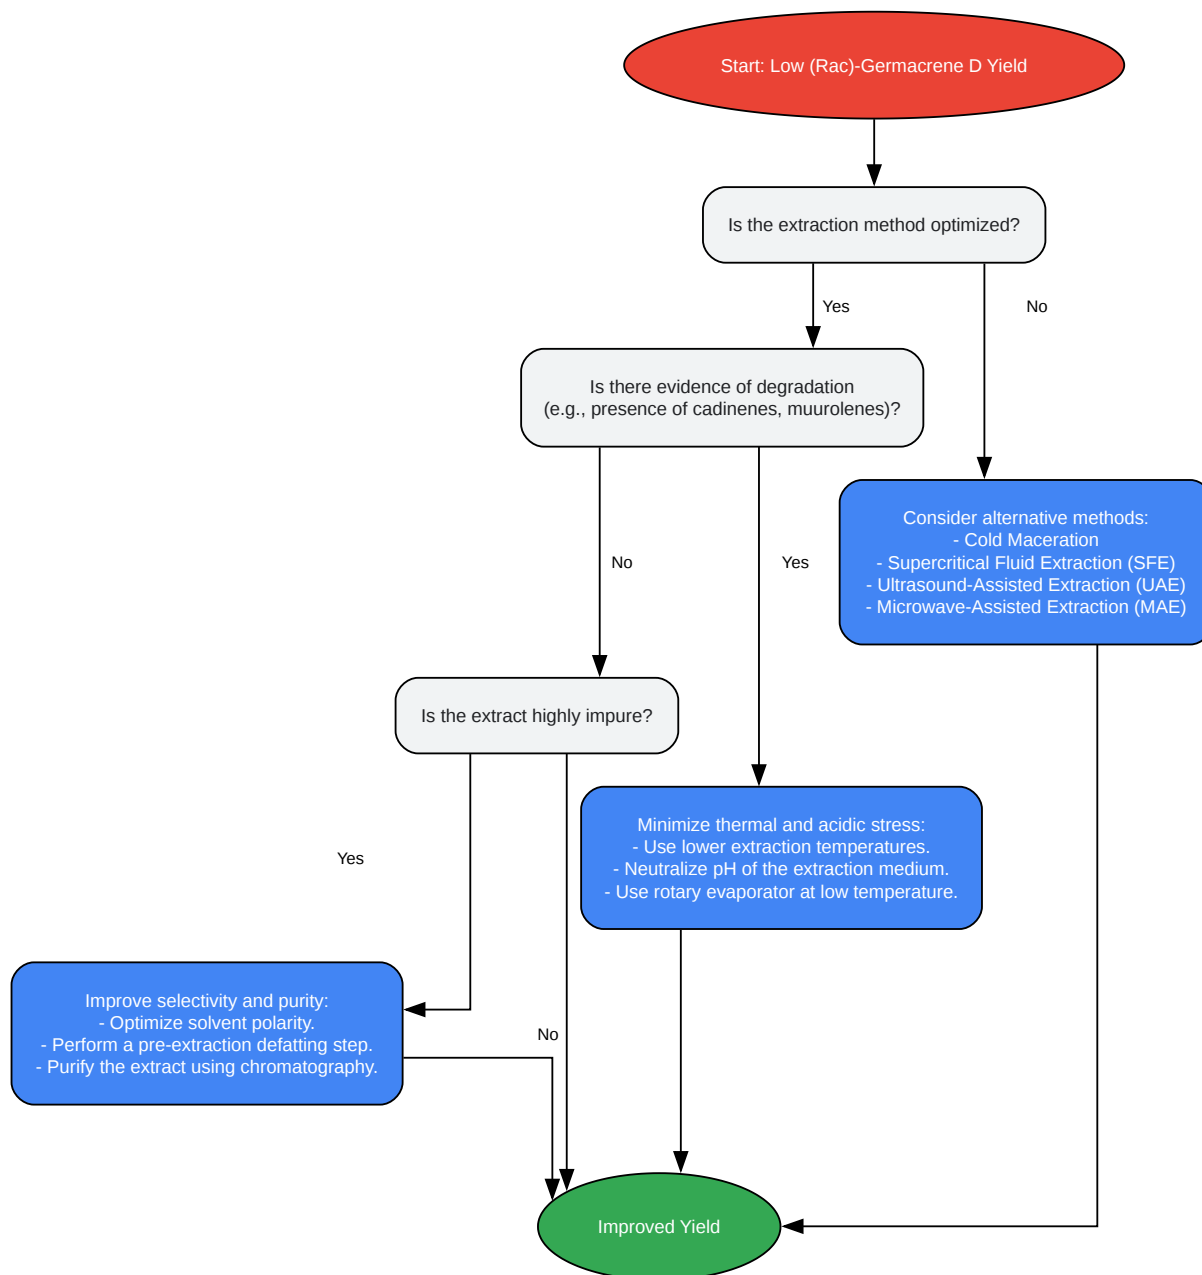 Start: Low (Rac)-Germacrene D Yield
Is the extraction method optimized?
Yes
No
Is there evidence of degradation
(e.g., presence of cadinenes, muurolenes)?
Consider alternative methods:
- Cold Maceration
- Supercritical Fluid Extraction (SFE)
- Ultrasound-Assisted Extraction (UAE)
- Microwave-Assisted Extraction (MAE)
No
Yes
Is the extract highly impure?
Minimize thermal and acidic stress:
- Use lower extraction temperatures.
- Neutralize pH of the extraction medium.
- Use rotary evaporator at low temperature.
Yes
Improve selectivity and purity:
- Optimize solvent polarity.
- Perform a pre-extraction defatting step.
- Purify the extract using chromatography.
No
Improved Yield